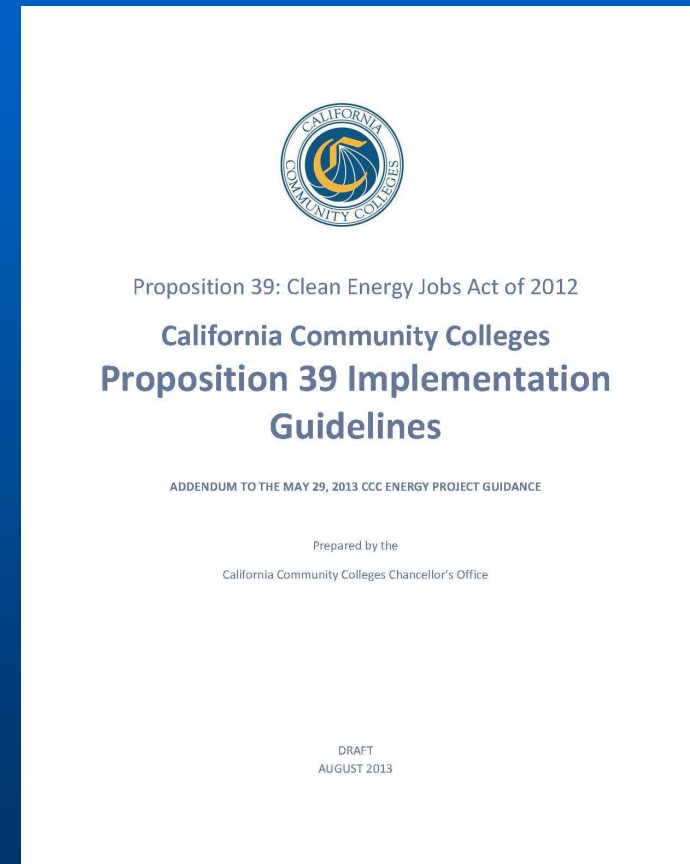 CALIFORNIA
COMMUNITY COLLEGES
C
Proposition 39: Clean Energy Jobs Act of 2012
California Community Colleges
Proposition 39 Implementation
Guidelines
ADDENDUM TO THE MAY 29, 2013 CCC ENERGY PROJECT GUIDANCE
Prepared by the
California Community Colleges Chancellor's Office
DRAFT
AUGUST 2013